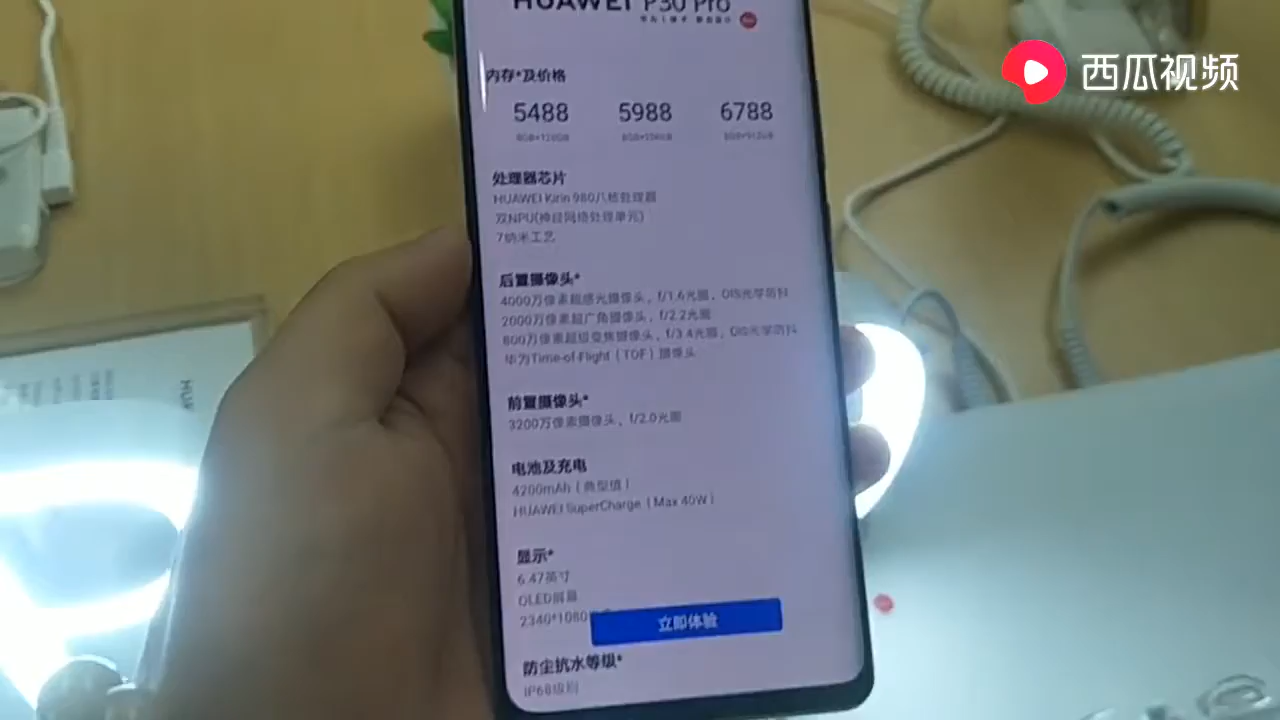 HUAWEI P30 Pro
西瓜视频
内存*及价格
5488 5988 6788
8GB+128GB 8GB+256GB 8GB+512GB
处理器芯片
HUAWEI Kirin 980八核处理器
双NPU(神经网络处理单元)
7纳米工艺
后置摄像头*
4000万像素超感光摄像头，f/1.6光圈，OIS光学防抖
2000万像素超广角摄像头，f/2.2光圈
800万像素超级变焦摄像头，f/3.4光圈，OIS光学防抖
华为Time-of-Flight（TOF）摄像头
前置摄像头*
3200万像素摄像头，f/2.0光圈
电池及充电
4200mAh（典型值）
HUAWEI SuperCharge（Max 40W）
显示*
6.47英寸
OLED屏幕
2340*1080
立即体验
防尘抗水等级*
IP68级别